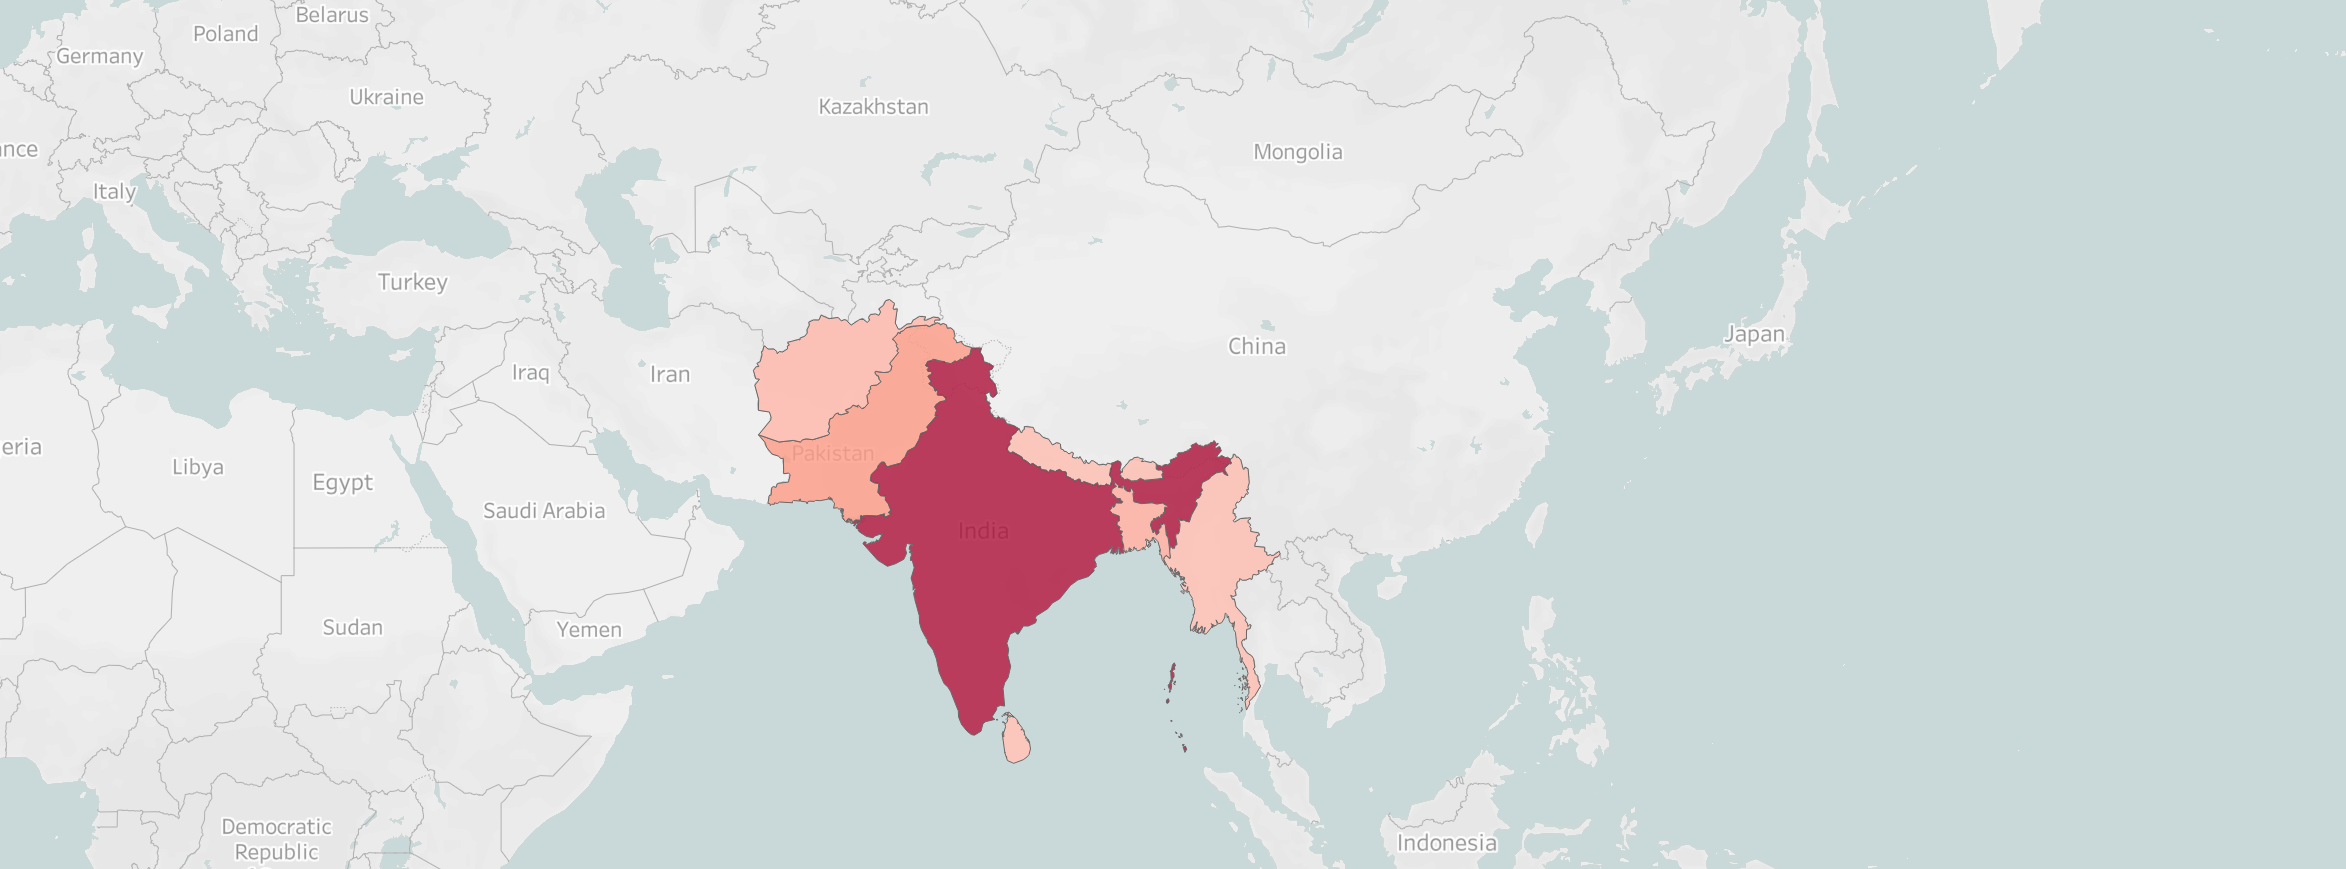 Belarus
Poland
Germany
Ukraine
Kazakhstan
nce
Mongolia
Italy
Turkey
Japan
China
Iraq
Iran
eria
Pakistan
Libya
Egypt
Saudi Arabia
India
Sudan
Yemen
Democratic
Republic
Indonesia